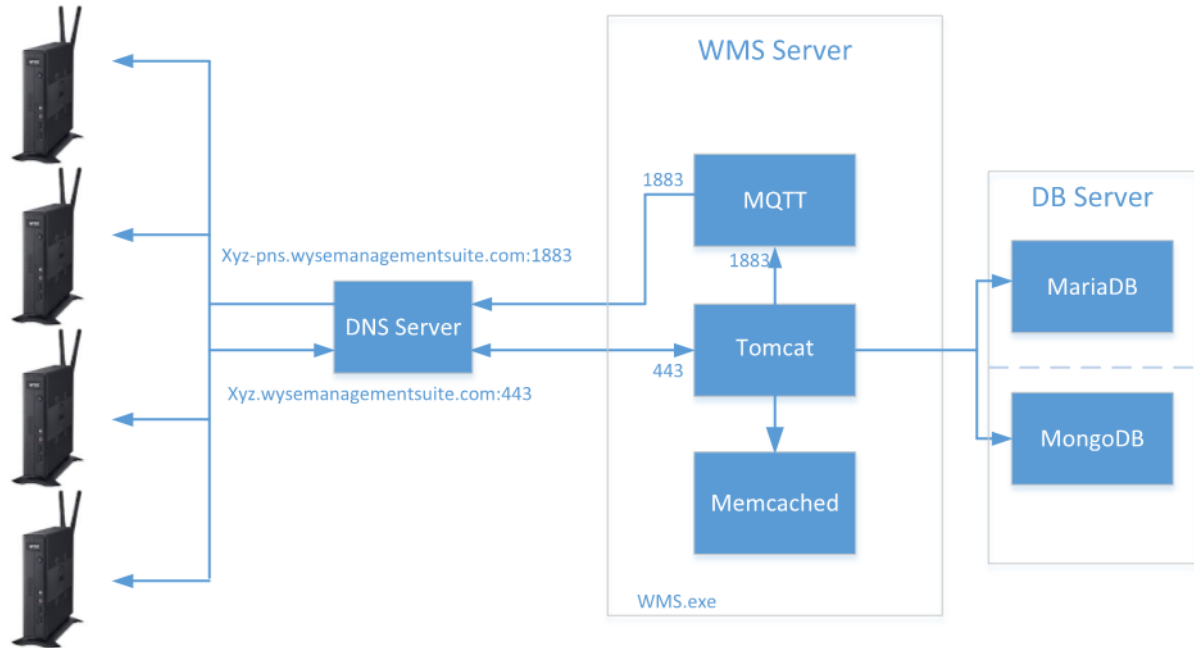 WMS Server
1883
MQTT
DB Server
Xyz-pns.wysemanagementsuite.com:1883
1883
MariaDB
DNS Server
Tomcat
443
Xyz.wysemanagementsuite.com:443
MongoDB
Memcached
WMS.exe